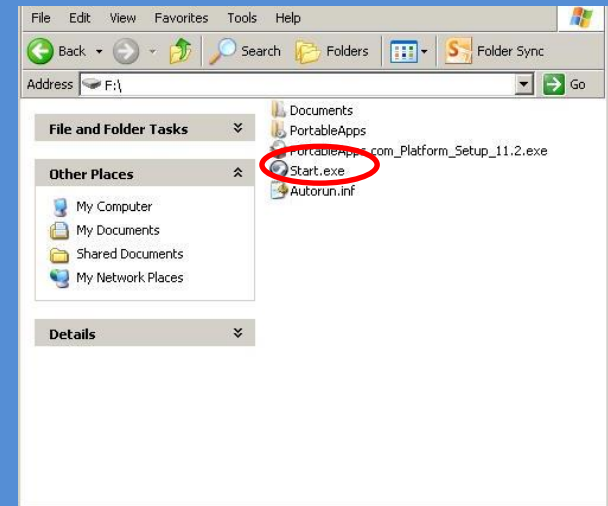 File Edit View Favorites Tools Help
Back Search Folders Folder Sync
Address F:\ Go
File and Folder Tasks
Other Places
My Computer
My Documents
Shared Documents
My Network Places
Details
Documents
PortableApps
PortableApps.com_Platform_Setup_11.2.exe
Start.exe
Autorun.inf